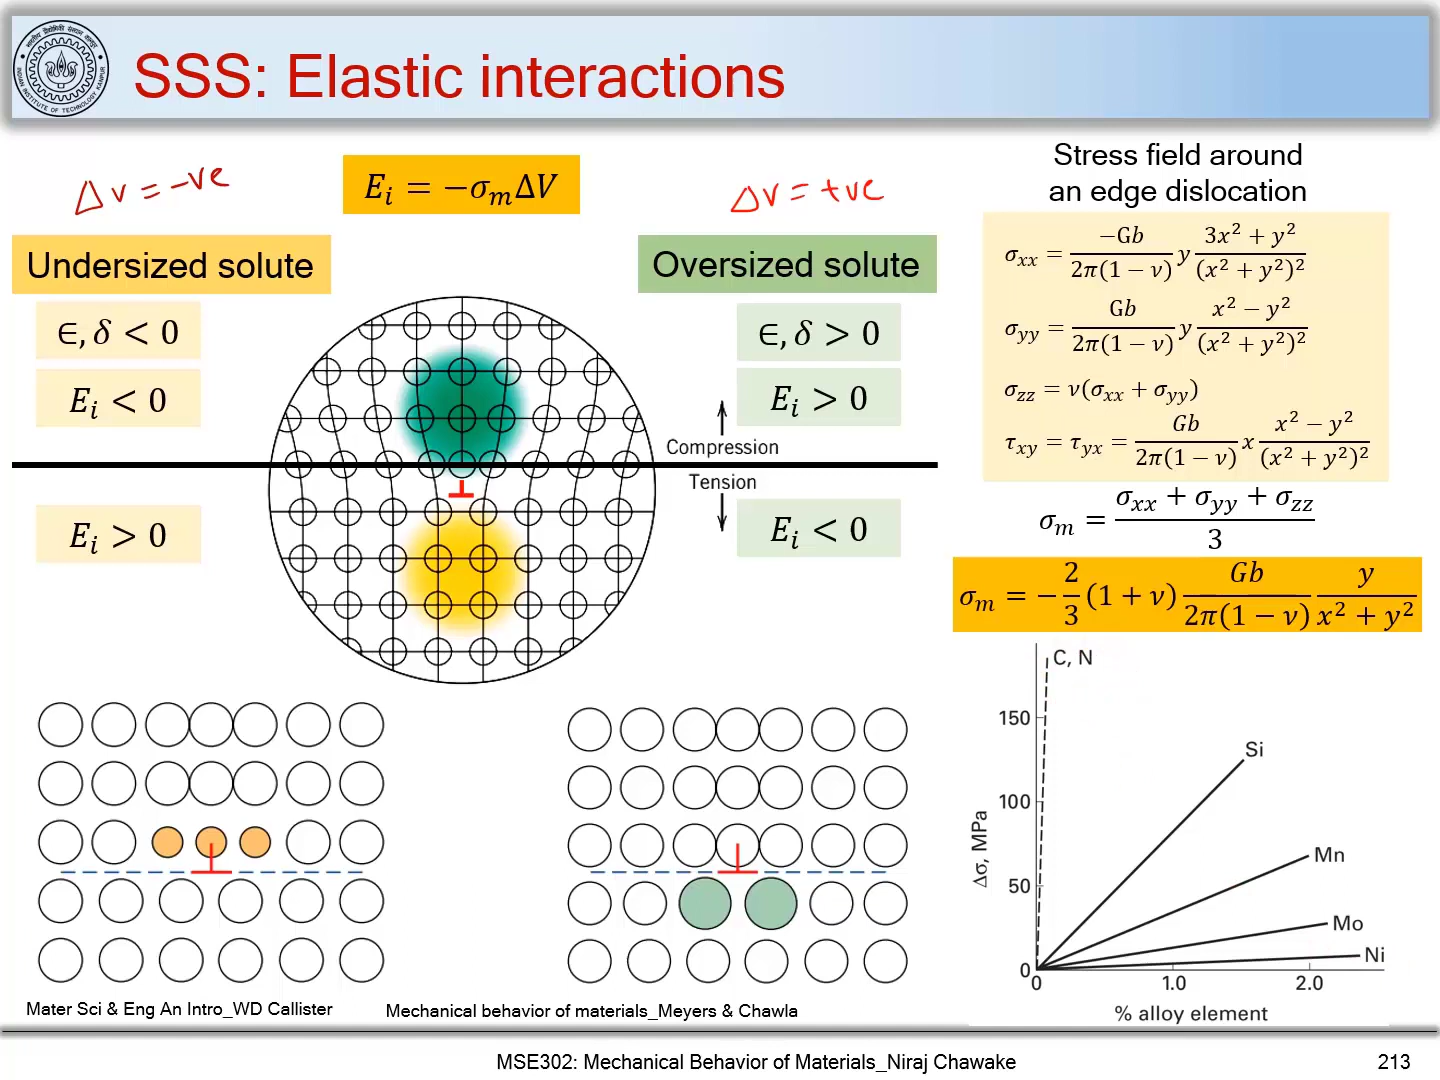 SSS: Elastic interactions
Δv = -ve
E_i = −σ_mΔV
Δv = +ve
Stress field around
an edge dislocation
Undersized solute
Oversized solute
∈, δ < 0
E_i < 0
E_i > 0
∈, δ > 0
E_i > 0
E_i < 0
Compression
Tension
σ_xx = −Gb / 2π(1 − ν) y 3x² + y² / (x² + y²)²
σ_yy = Gb / 2π(1 − ν) y x² − y² / (x² + y²)²
σ_zz = ν(σ_xx + σ_yy)
τ_xy = τ_yx = Gb / 2π(1 − ν) x x² − y² / (x² + y²)²
σ_m = σ_xx + σ_yy + σ_zz / 3
σ_m = − 2/3 (1 + ν) Gb / 2π(1 − ν) y / x² + y²
C, N
Si
Mn
Mo
Ni
150
100
50
0
Δσ, MPa
0 1.0 2.0
% alloy element
Mater Sci & Eng An Intro_WD Callister
Mechanical behavior of materials_Meyers & Chawla
MSE302: Mechanical Behavior of Materials_Niraj Chawake
213